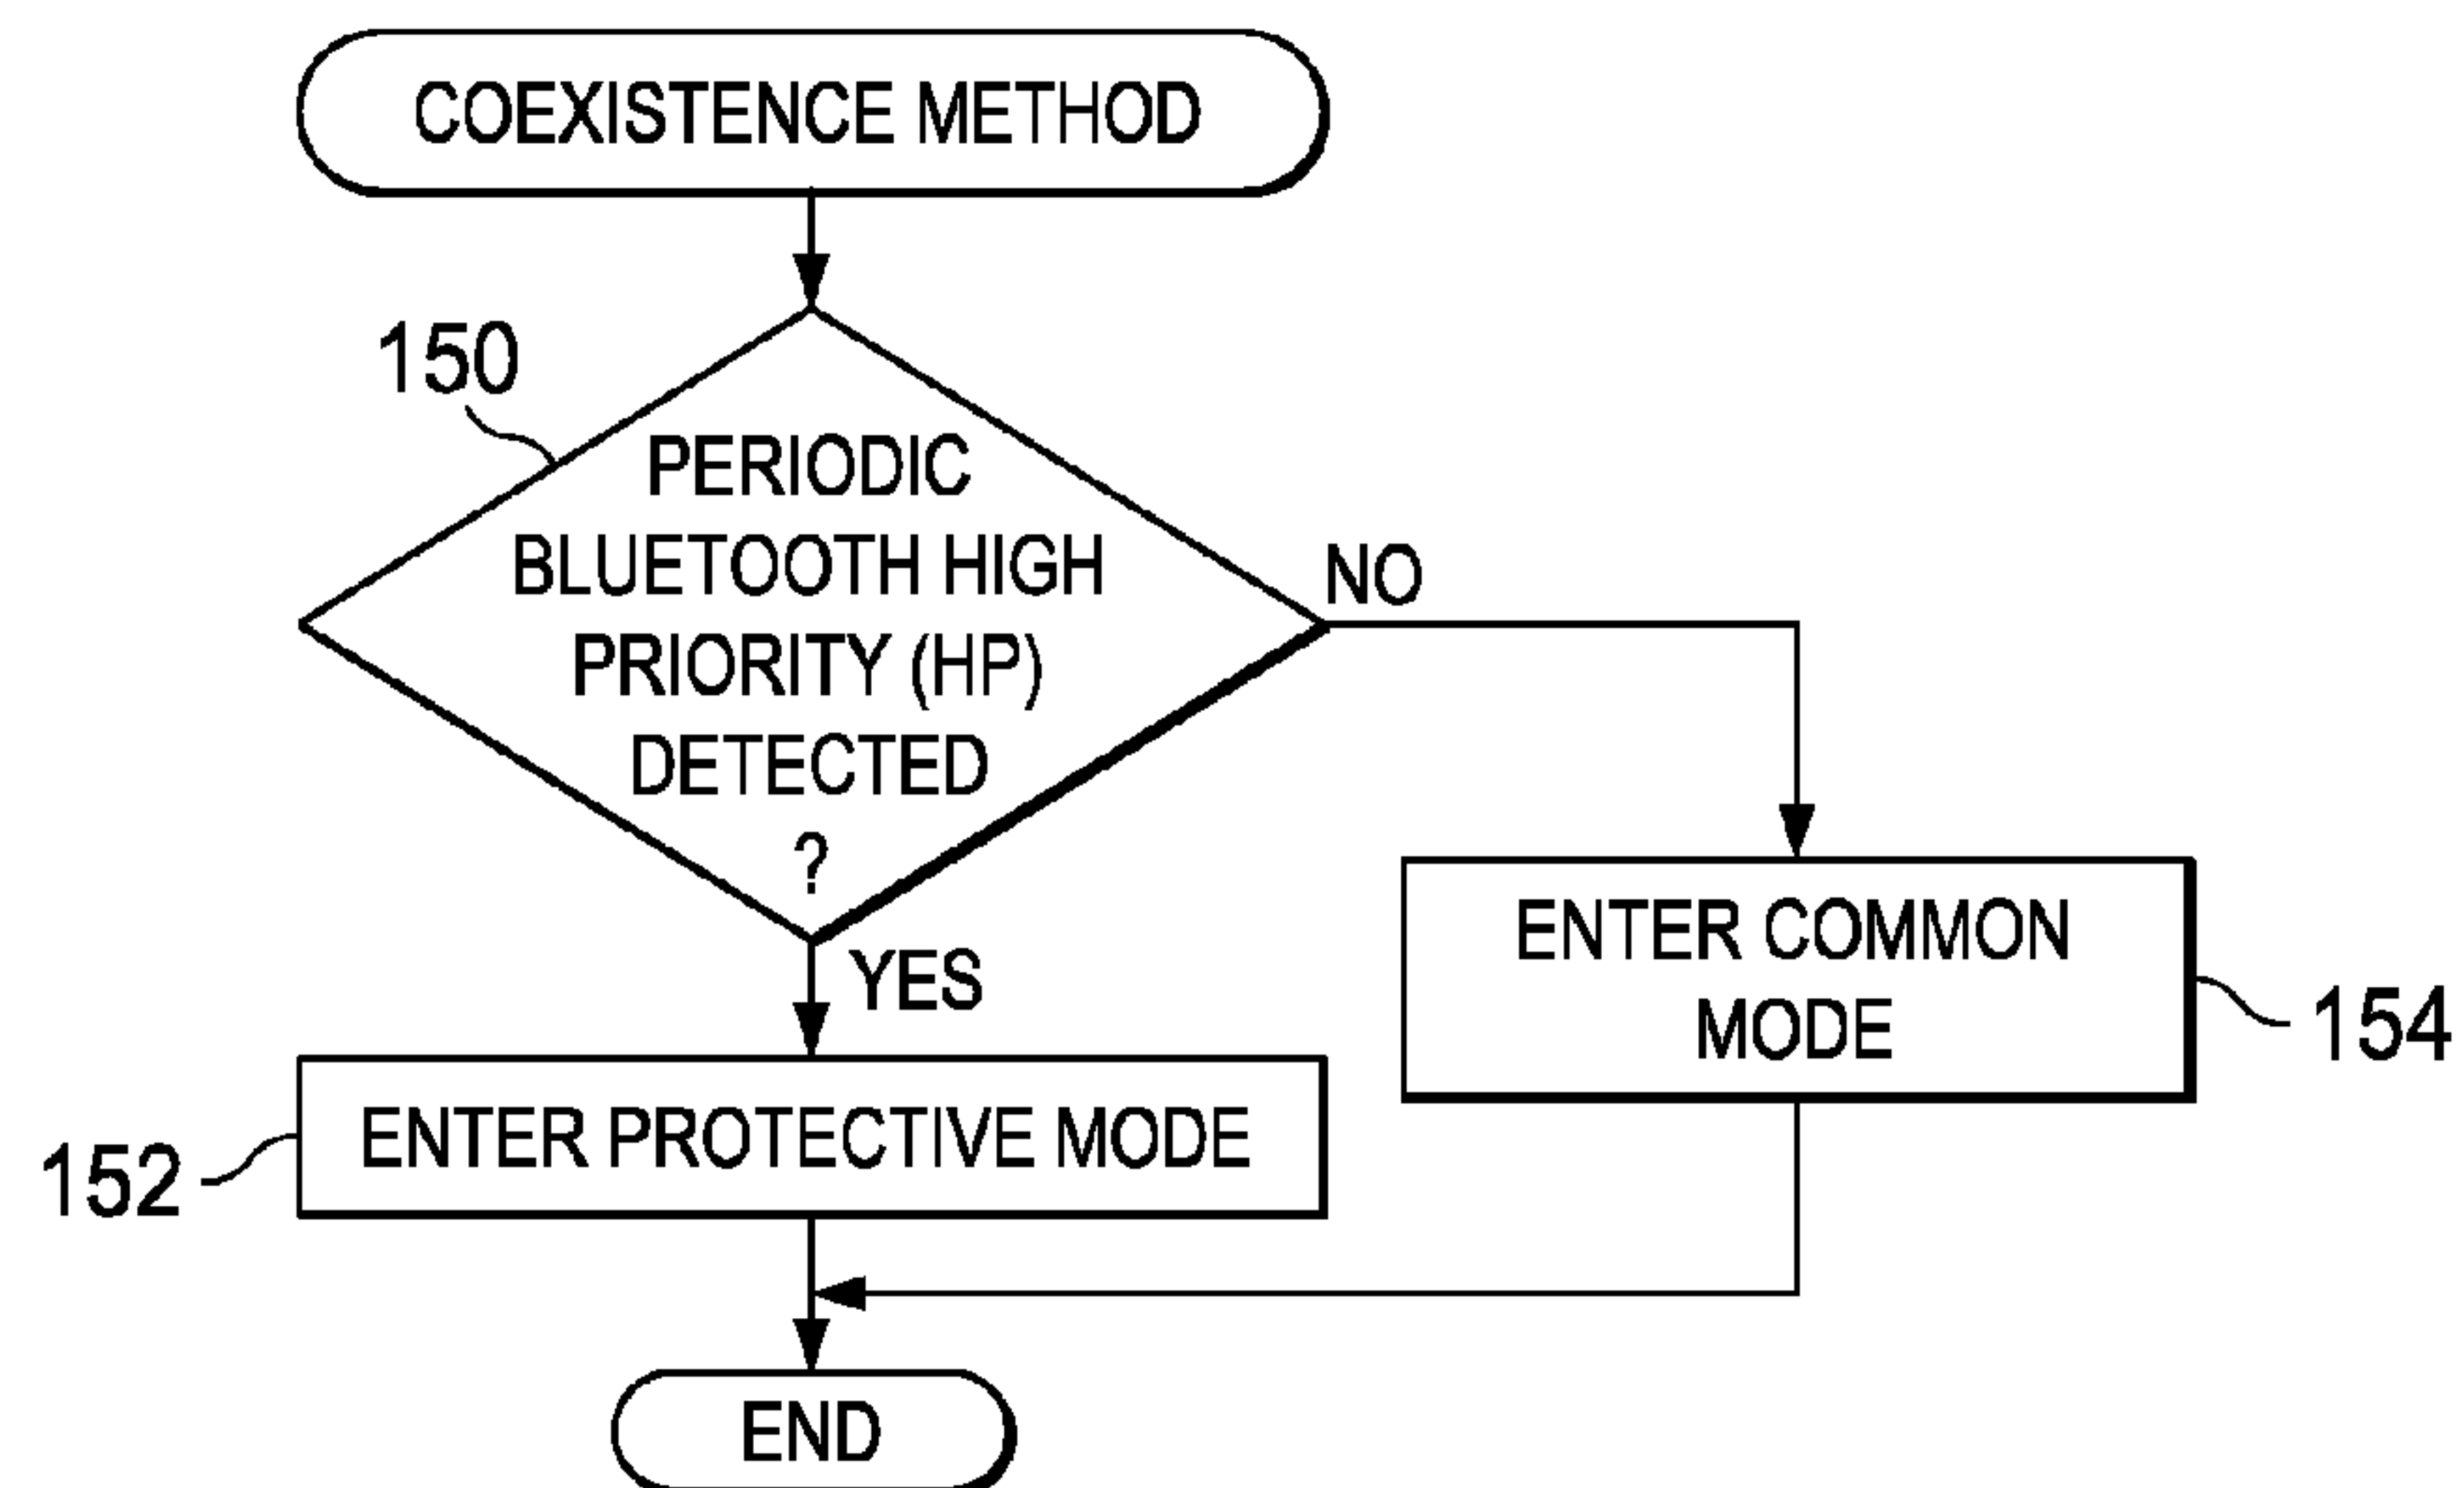 COEXISTENCE METHOD
150
PERIODIC
BLUETOOTH HIGH
PRIORITY (HP)
DETECTED
?
NO
YES
ENTER COMMON
MODE
154
152
ENTER PROTECTIVE MODE
END